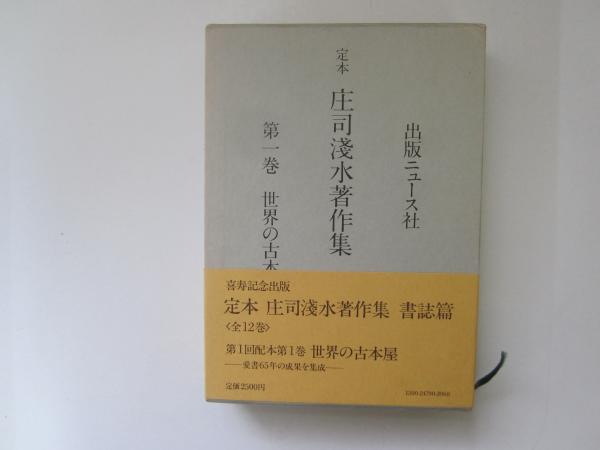 定本
庄司淺水著作集
第一巻 世界の古本
出版ニュース社
喜寿記念出版
定本 庄司淺水著作集 書誌篇
〈全12巻〉
第1回配本第1巻 世界の古本屋
——愛書65年の成果を集成——
定価2500円